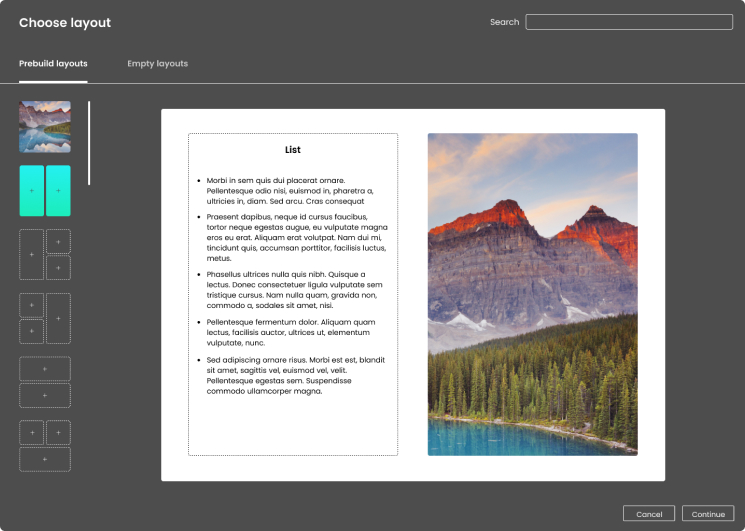 Choose layout
Search
Prebuild layouts
Empty layouts
List
Morbi in sem quis dui placerat ornare.
Pellentesque odio nisi, euismod in, pharetra a,
ultricies in, diam. Sed arcu. Cras consequat
Praesent dapibus, neque id cursus faucibus,
tortor neque egestas augue, eu vulputate magna
eros eu erat. Aliquam erat volutpat. Nam dui mi,
tincidunt quis, accumsan porttitor, facilisis luctus,
metus.
Phasellus ultrices nulla quis nibh. Quisque a
lectus. Donec consectetuer ligula vulputate sem
tristique cursus. Nam nulla quam, gravida non,
commodo a, sodales sit amet, nisi.
Pellentesque fermentum dolor. Aliquam quam
lectus, facilisis auctor, ultrices ut, elementum
vulputate, nunc.
Sed adipiscing ornare risus. Morbi est est, blandit
sit amet, sagittis vel, euismod vel, velit.
Pellentesque egestas sem. Suspendisse
commodo ullamcorper magna.
Cancel
Continue